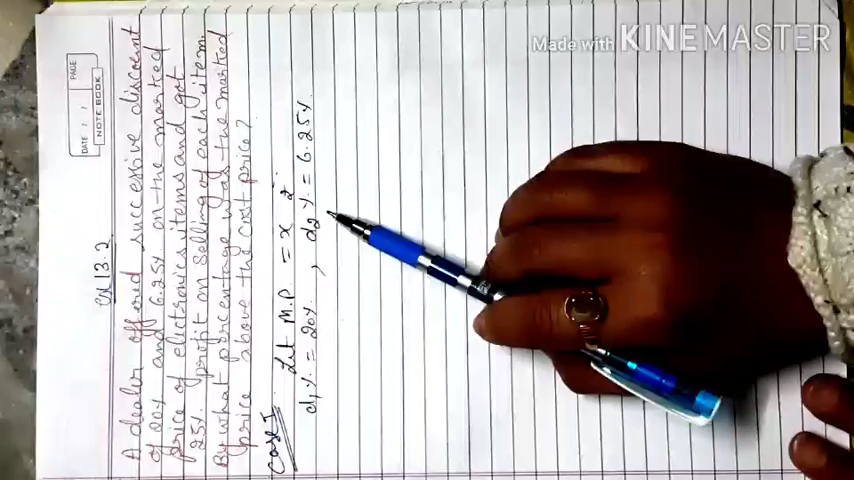 PAGE
DATE / /
NOTE BOOK
Ex 13.2
A dealer offered successive discount
of 20% and 6.25% on the marked
price of electronics items and got
25% profit on selling of each item.
By what percentage was the marked
price above the cost price?
Case I
Let M.P = x
d1% = 20% , d2% = 6.25%
Made with KINEMASTER